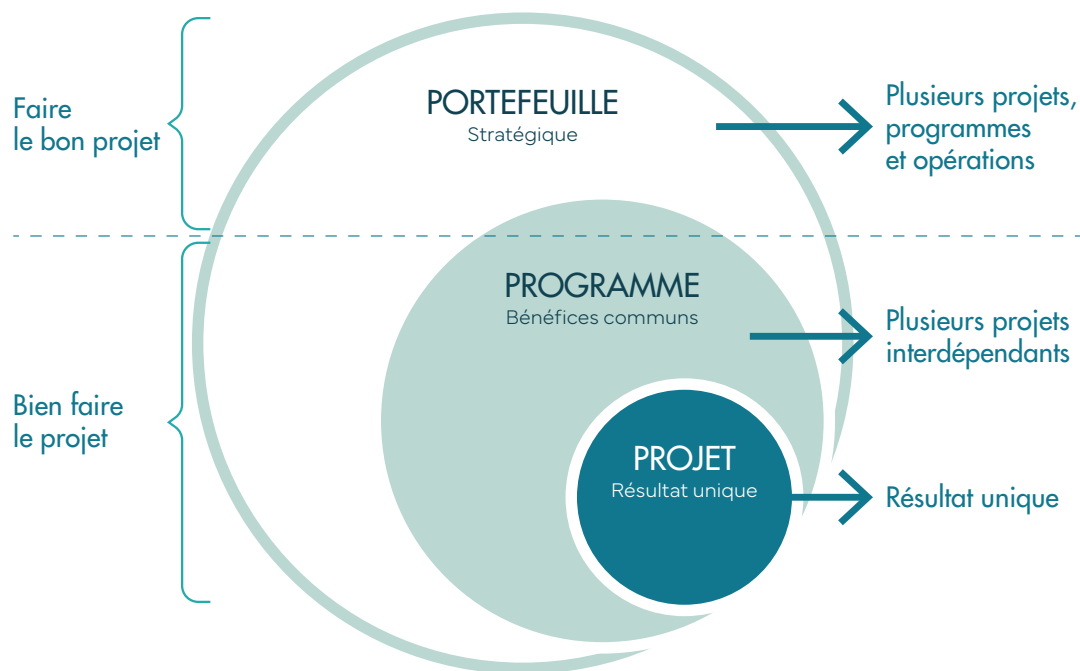 Faire
le bon projet
PORTEFEUILLE
Stratégique
Plusieurs projets,
programmes
et opérations
Bien faire
le projet
PROGRAMME
Bénéfices communs
Plusieurs projets
interdépendants
PROJET
Résultat unique
Résultat unique